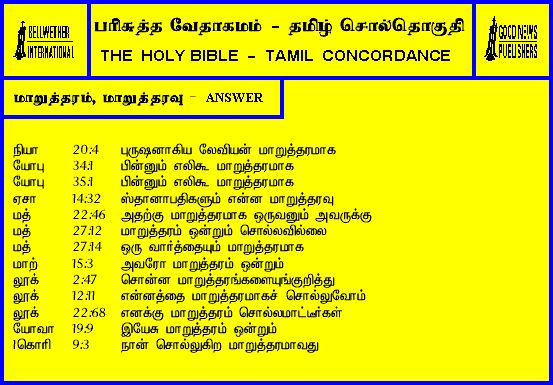 BELLWETHER
INTERNATIONAL
பரிசுத்த வேதாகமம் - தமிழ் சொல்தொகுதி
THE HOLY BIBLE - TAMIL CONCORDANCE
GOOD NEWS
PUBLISHERS
மாறுத்தரம், மாறுத்தரவு - ANSWER
நியா 20:4 புருஷனாகிய லேவியன் மாறுத்தரமாக
யோபு 34:1 பின்னும் எலிகூ மாறுத்தரமாக
யோபு 35:1 பின்னும் எலிகூ மாறுத்தரமாக
ஏசா 14:32 ஸ்தானாபதிகளும் என்ன மாறுத்தரவு
மத் 22:46 அதற்கு மாறுத்தரமாக ஒருவனும் அவருக்கு
மத் 27:12 மாறுத்தரம் ஒன்றும் சொல்லவில்லை
மத் 27:14 ஒரு வார்த்தையும் மாறுத்தரமாக
மாற் 15:3 அவரோ மாறுத்தரம் ஒன்றும்
லூக் 2:47 சொன்ன மாறுத்தரங்களையுங்குறித்து
லூக் 12:11 என்னத்தை மாறுத்தரமாகச் சொல்லுவோம்
லூக் 22:68 எனக்கு மாறுத்தரம் சொல்லமாட்டீர்கள்
யோவா 19:9 இயேசு மாறுத்தரம் ஒன்றும்
1கொரி 9:3 நான் சொல்லுகிற மாறுத்தரமாவது